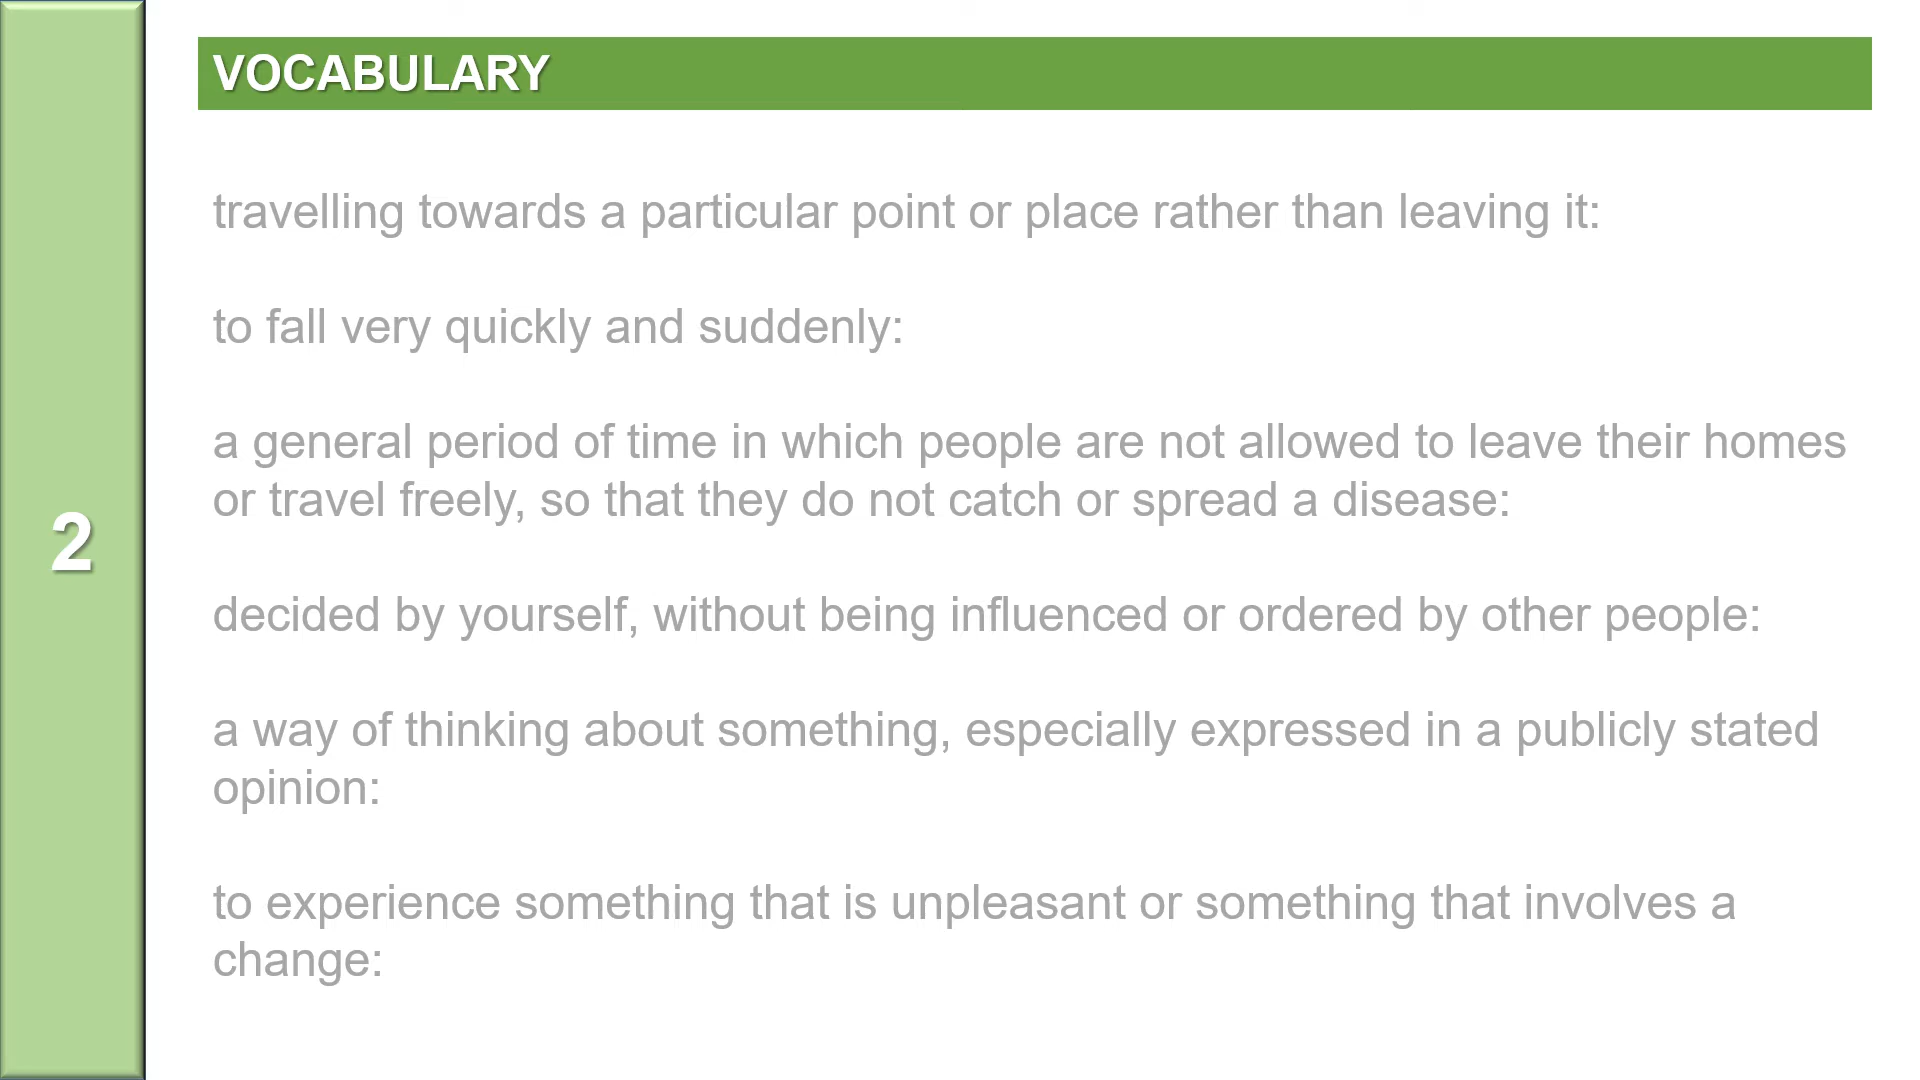 VOCABULARY
travelling towards a particular point or place rather than leaving it:
to fall very quickly and suddenly:
a general period of time in which people are not allowed to leave their homes
or travel freely, so that they do not catch or spread a disease:
2
decided by yourself, without being influenced or ordered by other people:
a way of thinking about something, especially expressed in a publicly stated
opinion:
to experience something that is unpleasant or something that involves a
change: